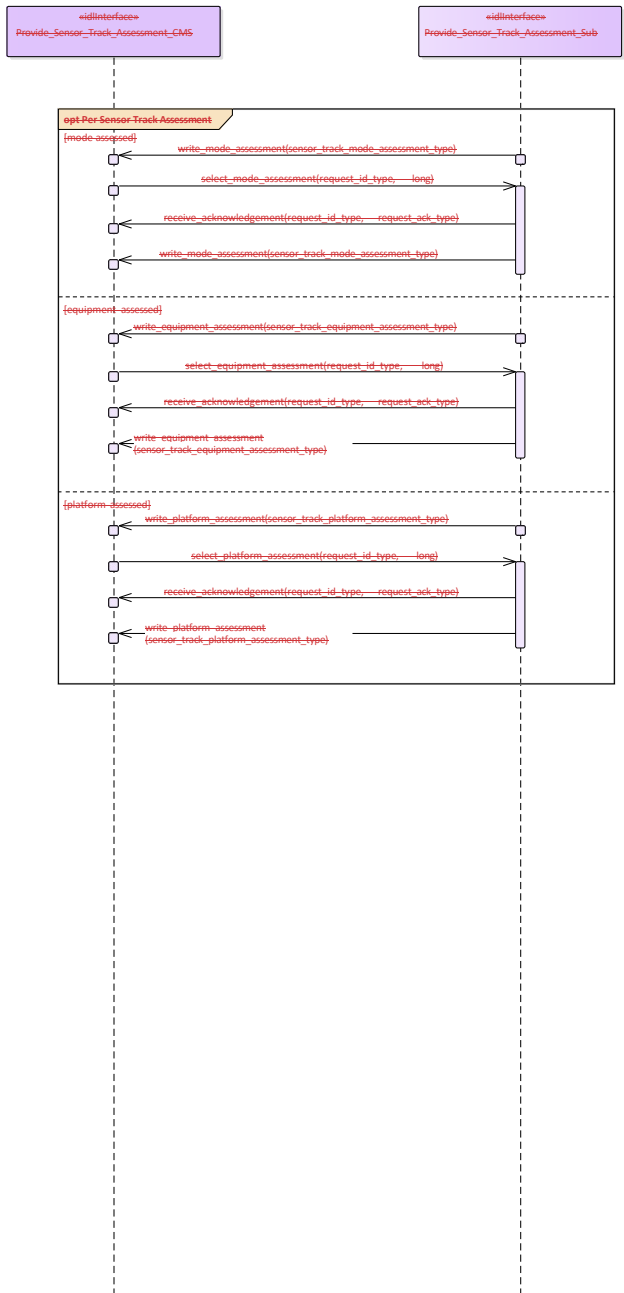 «idlInterface»
Provide_Sensor_Track_Assessment_CMS
«idlInterface»
Provide_Sensor_Track_Assessment_Sub
opt Per Sensor Track Assessment
[mode assessed]
write_mode_assessment(sensor_track_mode_assessment_type)
select_mode_assessment(request_id_type, long)
receive_acknowledgement(request_id_type, request_ack_type)
write_mode_assessment(sensor_track_mode_assessment_type)
[equipment assessed]
write_equipment_assessment(sensor_track_equipment_assessment_type)
select_equipment_assessment(request_id_type, long)
receive_acknowledgement(request_id_type, request_ack_type)
write_equipment_assessment
(sensor_track_equipment_assessment_type)
[platform assessed]
write_platform_assessment(sensor_track_platform_assessment_type)
select_platform_assessment(request_id_type, long)
receive_acknowledgement(request_id_type, request_ack_type)
write_platform_assessment
(sensor_track_platform_assessment_type)